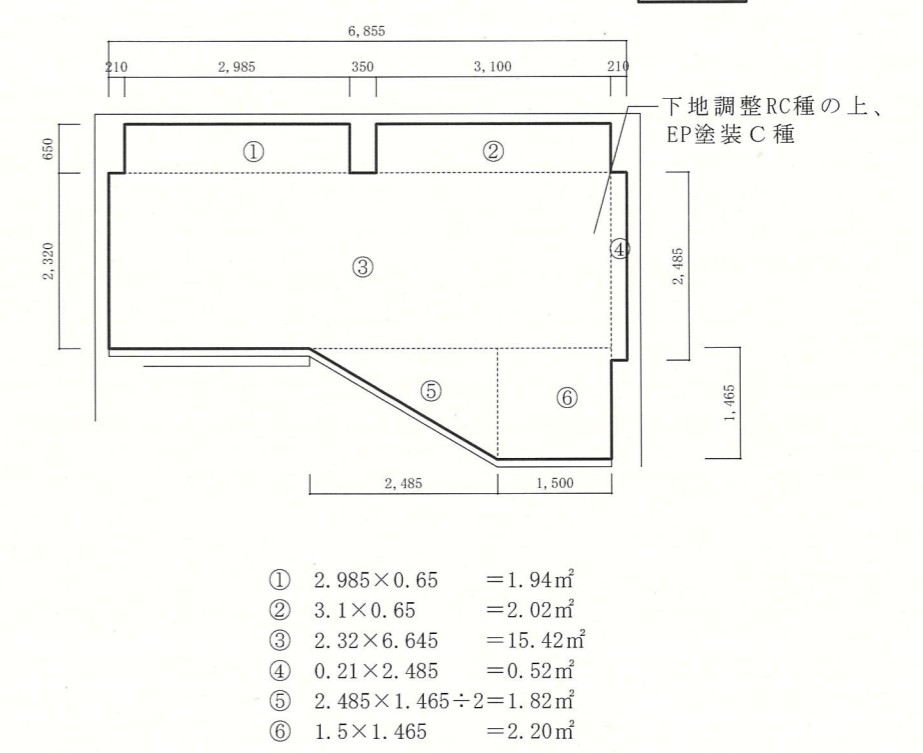 6,855
210 2,985 350 3,100 210
下地調整RC種の上、
EP塗装C種
650
①
②
2,320
③
④
2,485
⑤
⑥
1,465
2,485 1,500
① 2.985×0.65 =1.94㎡
② 3.1×0.65 =2.02㎡
③ 2.32×6.645 =15.42㎡
④ 0.21×2.485 =0.52㎡
⑤ 2.485×1.465÷2=1.82㎡
⑥ 1.5×1.465 =2.20㎡